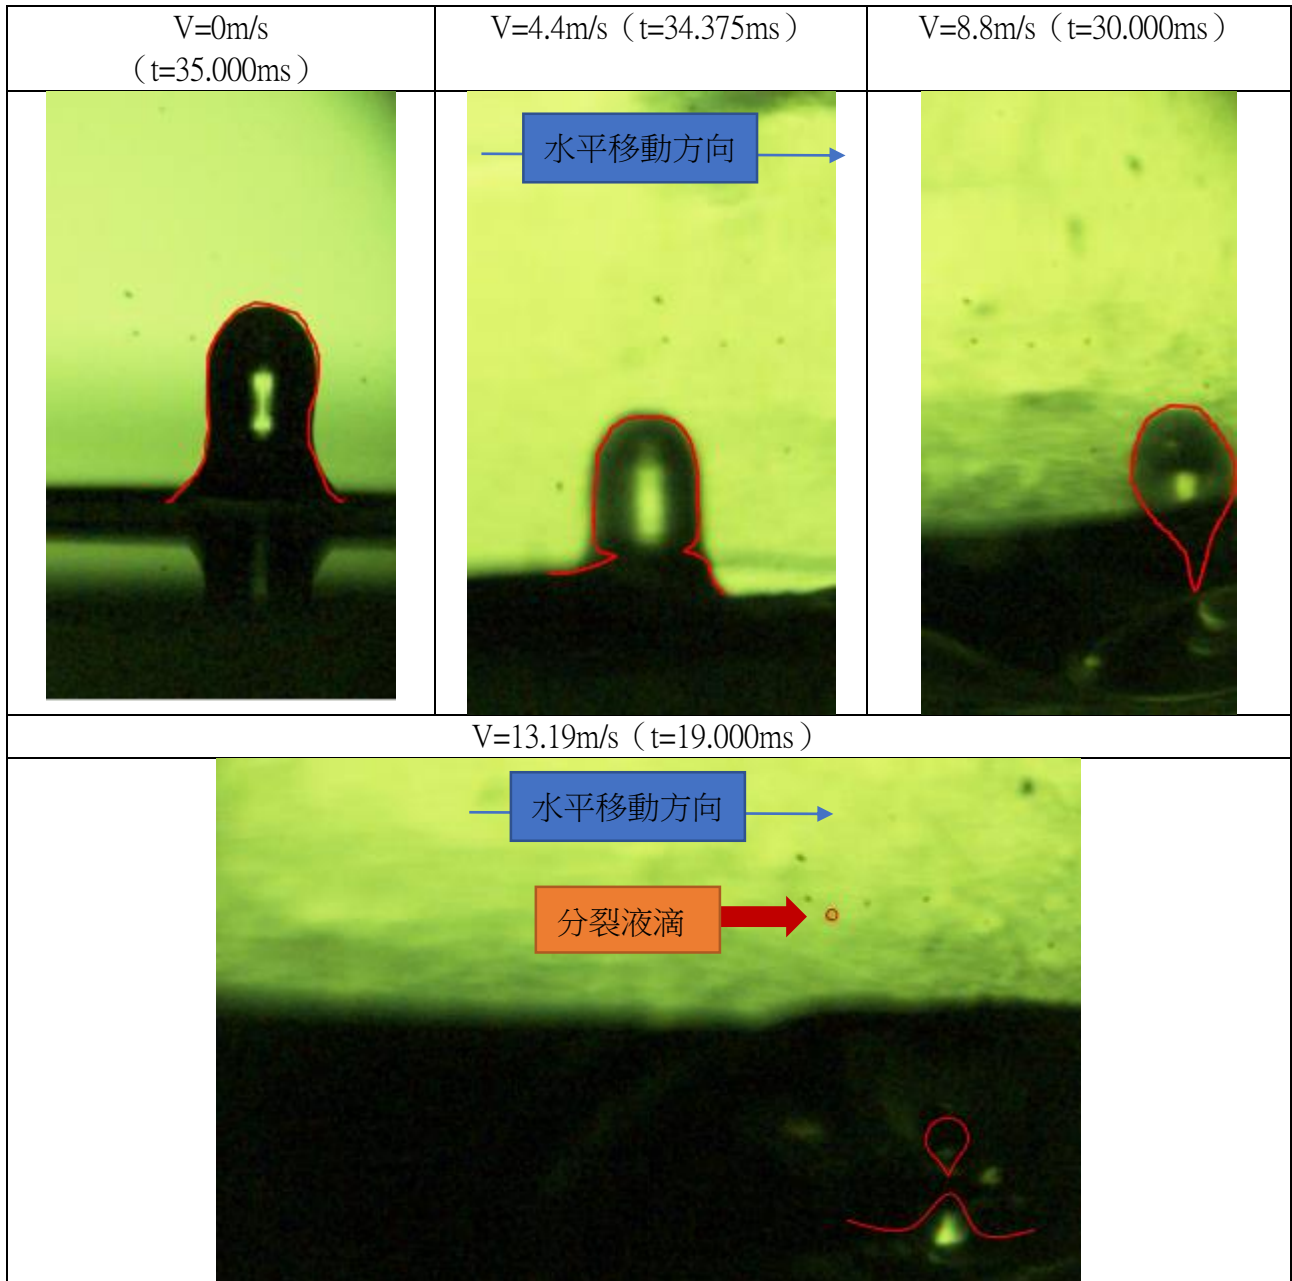 V=0m/s
（t=35.000ms）
V=4.4m/s（t=34.375ms）
V=8.8m/s（t=30.000ms）
水平移動方向
V=13.19m/s（t=19.000ms）
水平移動方向
分裂液滴